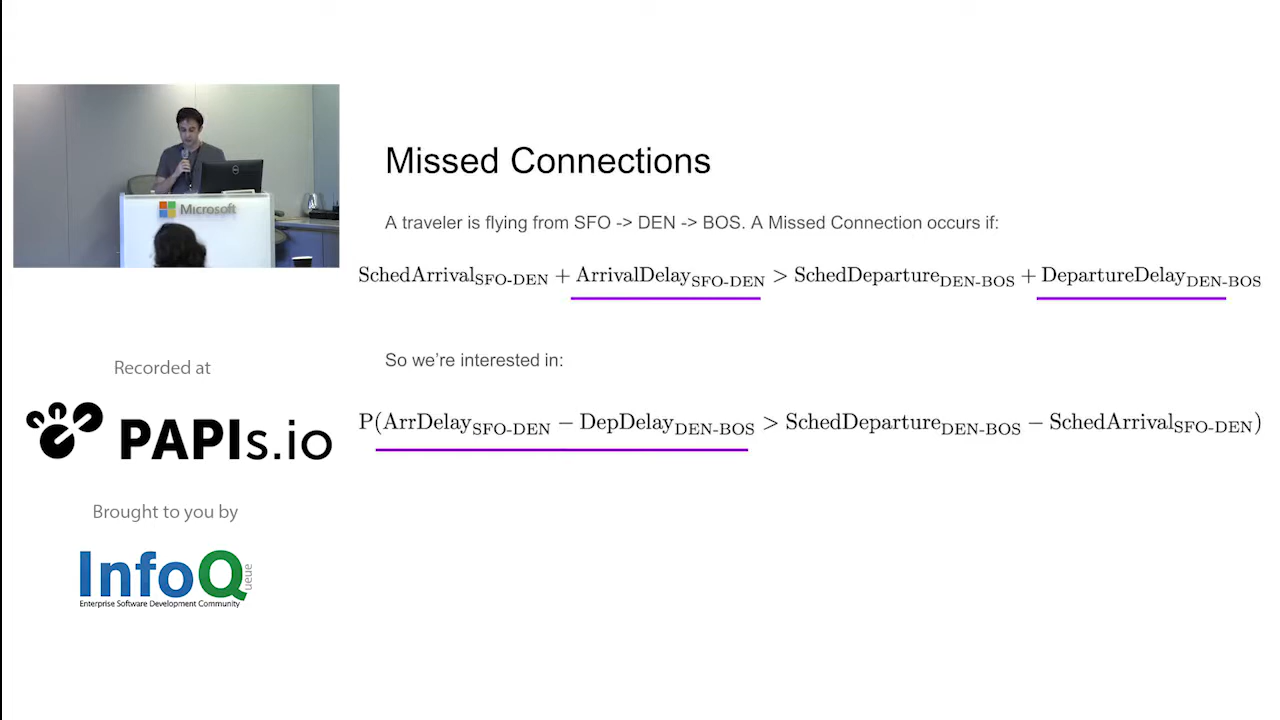 Microsoft
Missed Connections
A traveler is flying from SFO -> DEN -> BOS. A Missed Connection occurs if:
SchedArrival_SFO-DEN + ArrivalDelay_SFO-DEN > SchedDeparture_DEN-BOS + DepartureDelay_DEN-BOS
So we're interested in:
P(ArrDelay_SFO-DEN − DepDelay_DEN-BOS > SchedDeparture_DEN-BOS − SchedArrival_SFO-DEN)
Recorded at
PAPIs.io
Brought to you by
InfoQ
ueue
Enterprise Software Development Community